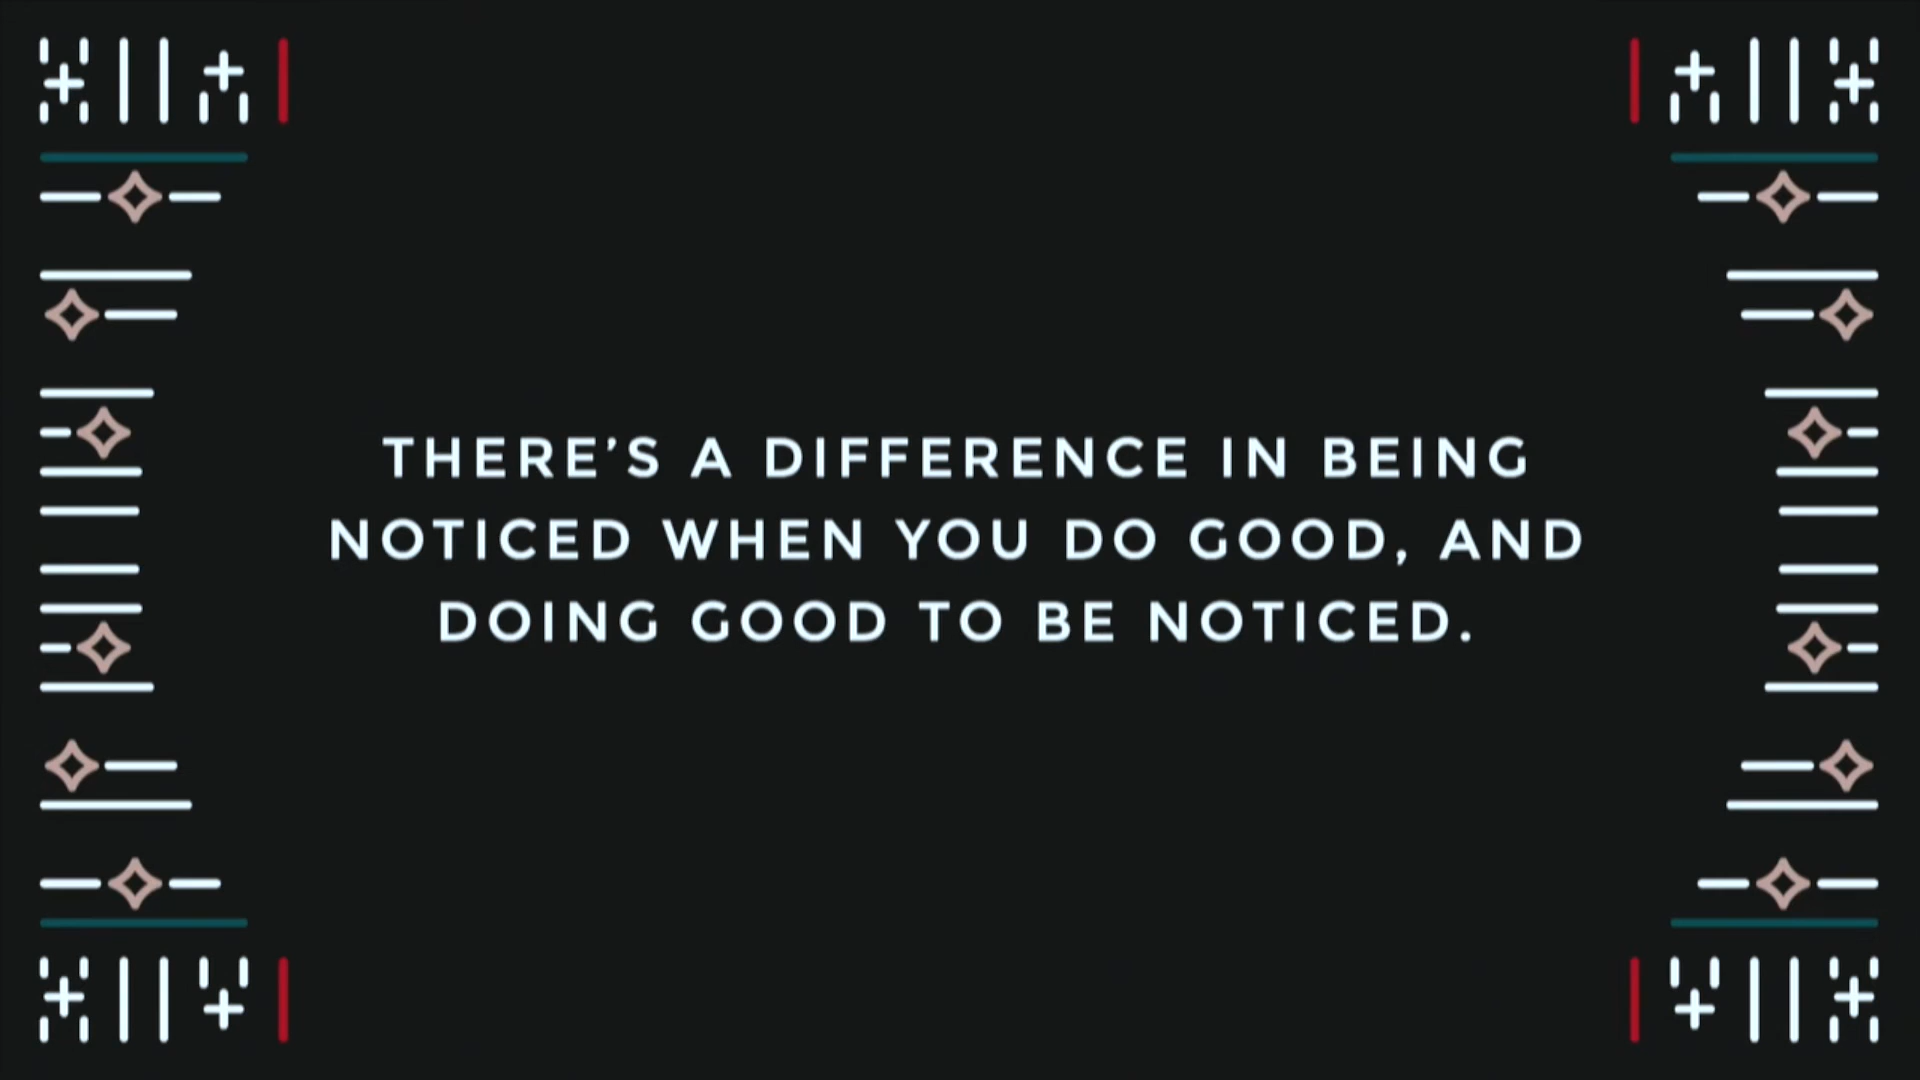 THERE’S A DIFFERENCE IN BEING
NOTICED WHEN YOU DO GOOD, AND
DOING GOOD TO BE NOTICED.